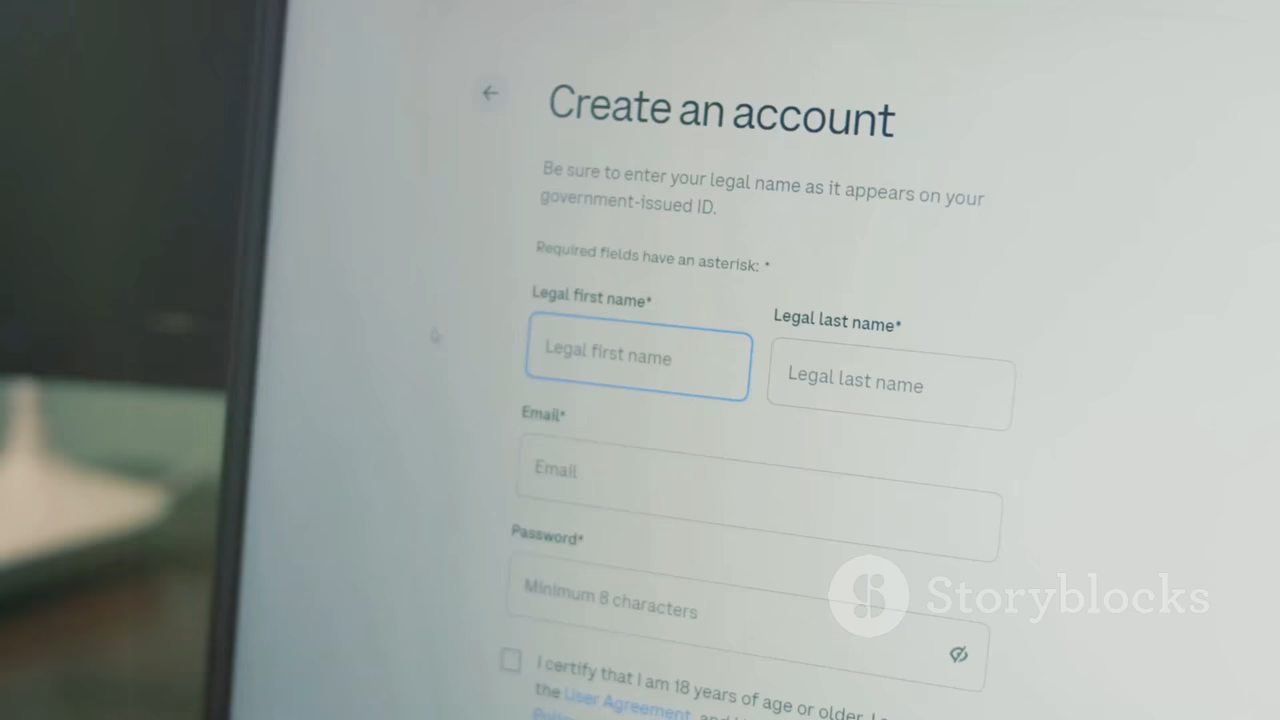 Create an account
Be sure to enter your legal name as it appears on your
government-issued ID.
Required fields have an asterisk: *
Legal first name*
Legal last name*
Legal first name
Legal last name
Email*
Email
Password*
Minimum 8 characters
Storyblocks
I certify that I am 18 years of age or older, I
the User Agreement, and